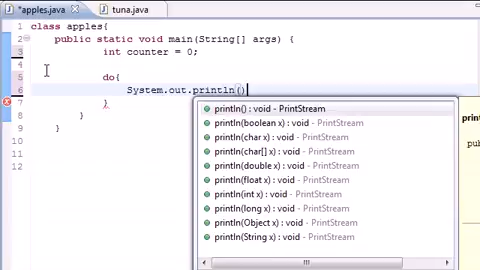 *apples.java
tuna.java
1 class apples{
2 public static void main(String[] args) {
3 int counter = 0;
4
5 do{
6 System.out.println()
7 }
8 }
9 }
10
11
12
println() : void - PrintStream
println(boolean x) : void - PrintStream
println(char x) : void - PrintStream
println(char[] x) : void - PrintStream
println(double x) : void - PrintStream
println(float x) : void - PrintStream
println(int x) : void - PrintStream
println(long x) : void - PrintStream
println(Object x) : void - PrintStream
println(String x) : void - PrintStream